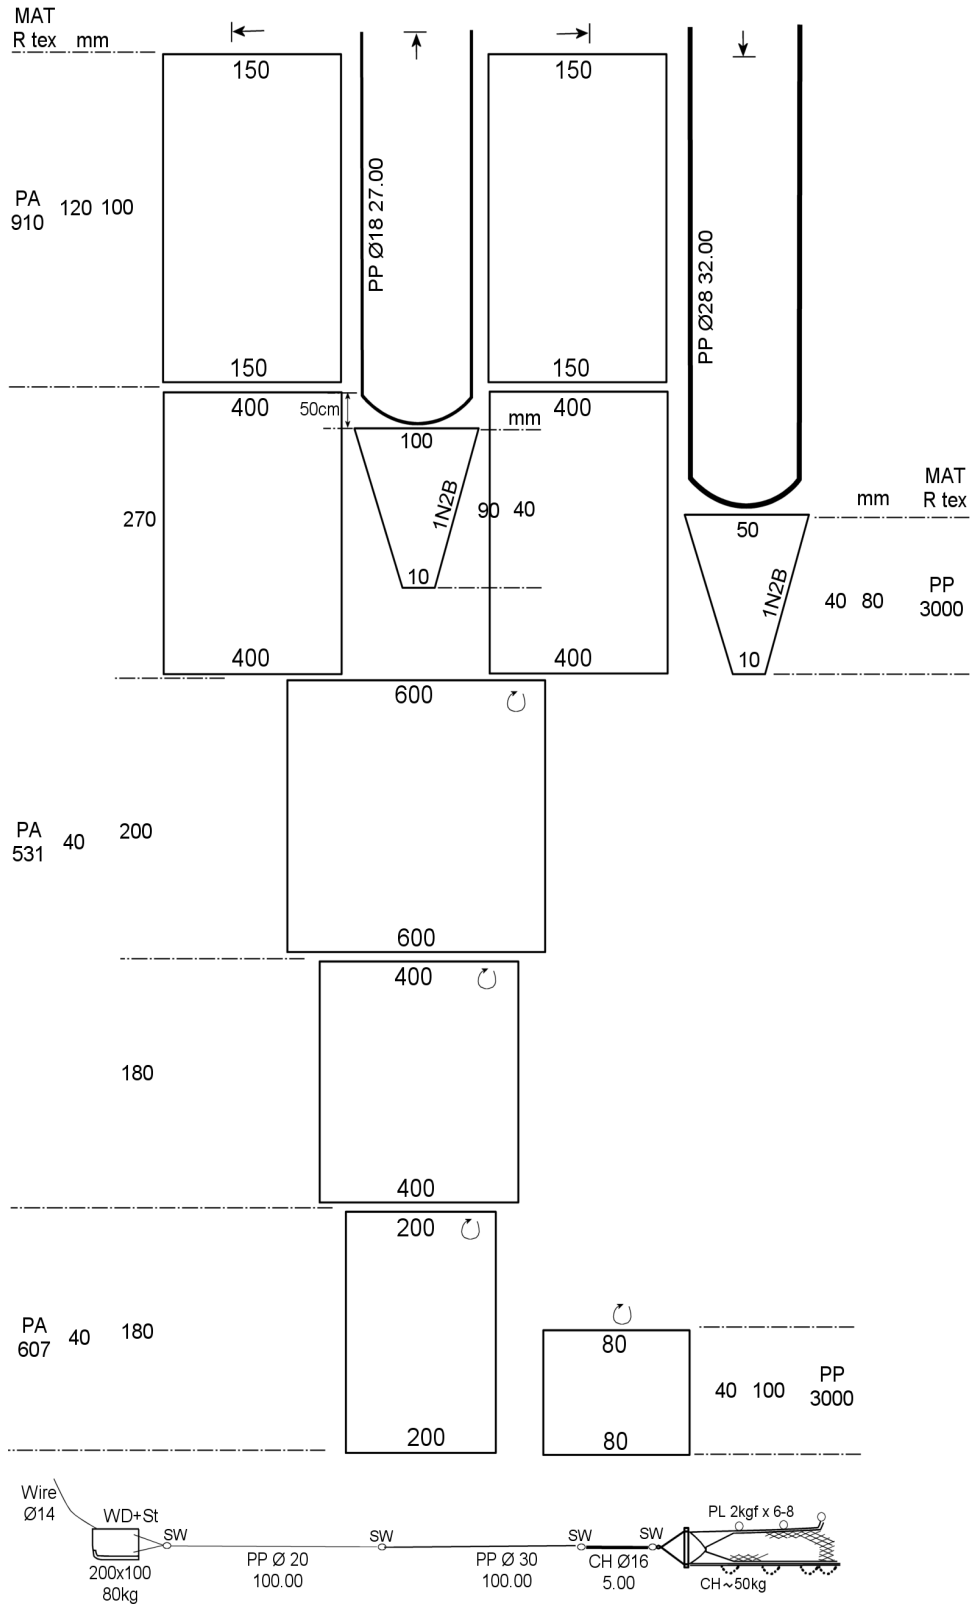 MAT
R tex mm
150
150
PP Ø18 27.00
PP Ø28 32.00
PA
910
120 100
150
150
400
50cm
400
mm
100
1N2B
90 40
10
270
400
400
MAT
R tex
mm
50
1N2B
10
40 80
PP
3000
600
PA
531
40
200
600
400
180
400
200
PA
607
40
180
200
80
80
40 100
PP
3000
Wire
Ø14
WD+St
200x100
80kg
SW
PP Ø 20
100.00
SW
PP Ø 30
100.00
SW
CH Ø16
5.00
SW
PL 2kgf x 6-8
CH~50kg